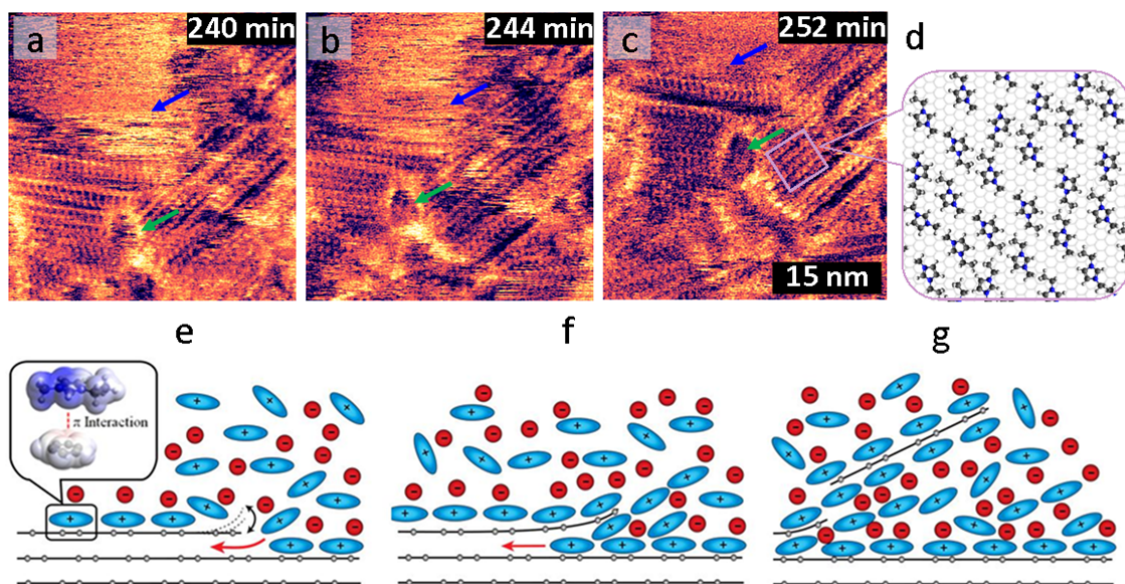 a
240 min
b
244 min
c
252 min
15 nm
d
e
π Interaction
f
g